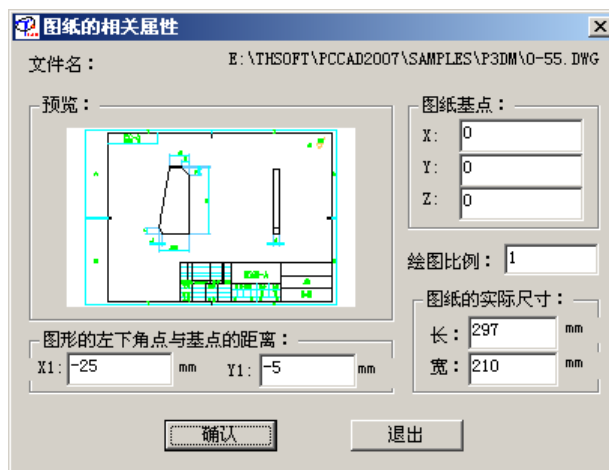 图纸的相关属性
文件名： E:\THSOFT\PCCAD2007\SAMPLES\P3DM\O-55.DWG
预览：
图纸基点：
X: 0
Y: 0
Z: 0
绘图比例： 1
图纸的实际尺寸：
长： 297 mm
宽： 210 mm
图形的左下角点与基点的距离：
X1: -25 mm Y1: -5 mm
确认 退出